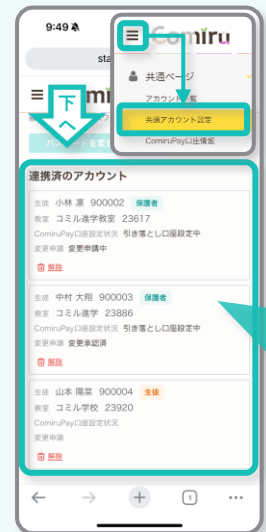 9:49
sta
Comiru
共通ページ
共通アカウント設定
ComiruPay口座情報
下
へ
mi
パス
連携済のアカウント
生徒 小林 凛 900002 保護者
教室 コミル進学教室 23617
ComiruPay口座設定状況 引き落とし口座設定中
変更申請 変更申請中
解除
生徒 中村 大翔 900003 保護者
教室 コミル進学 23886
ComiruPay口座設定状況 引き落とし口座設定中
変更申請 変更承認済
解除
生徒 山本 陽菜 900004 生徒
教室 コミル学校 23920
ComiruPay口座設定状況
変更申請
解除
1